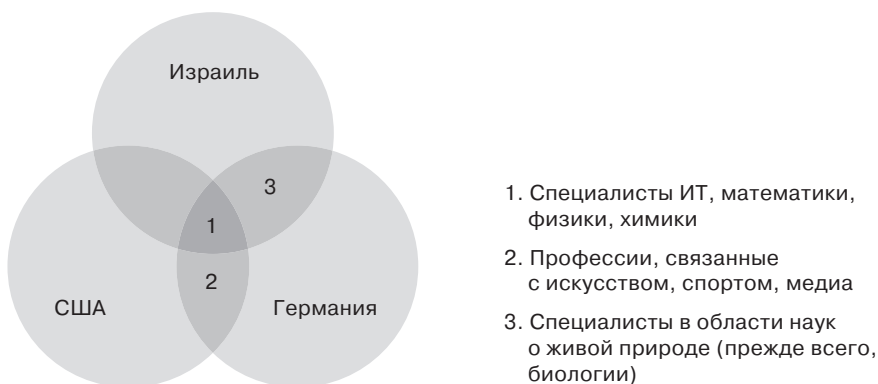 Израиль
3
1
2
США
Германия
1. Специалисты ИТ, математики,
физики, химики
2. Профессии, связанные
с искусством, спортом, медиа
3. Специалисты в области наук
о живой природе (прежде всего,
биологии)